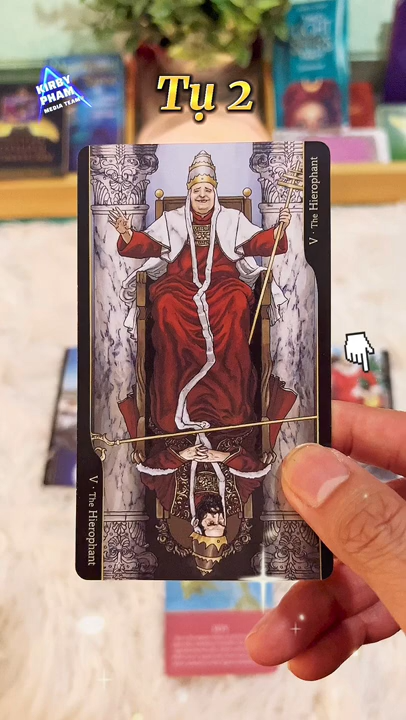 KIRBY
PHAM
MEDIA TEAM
Tụ 2
V · The Hierophant
V · The Hierophant